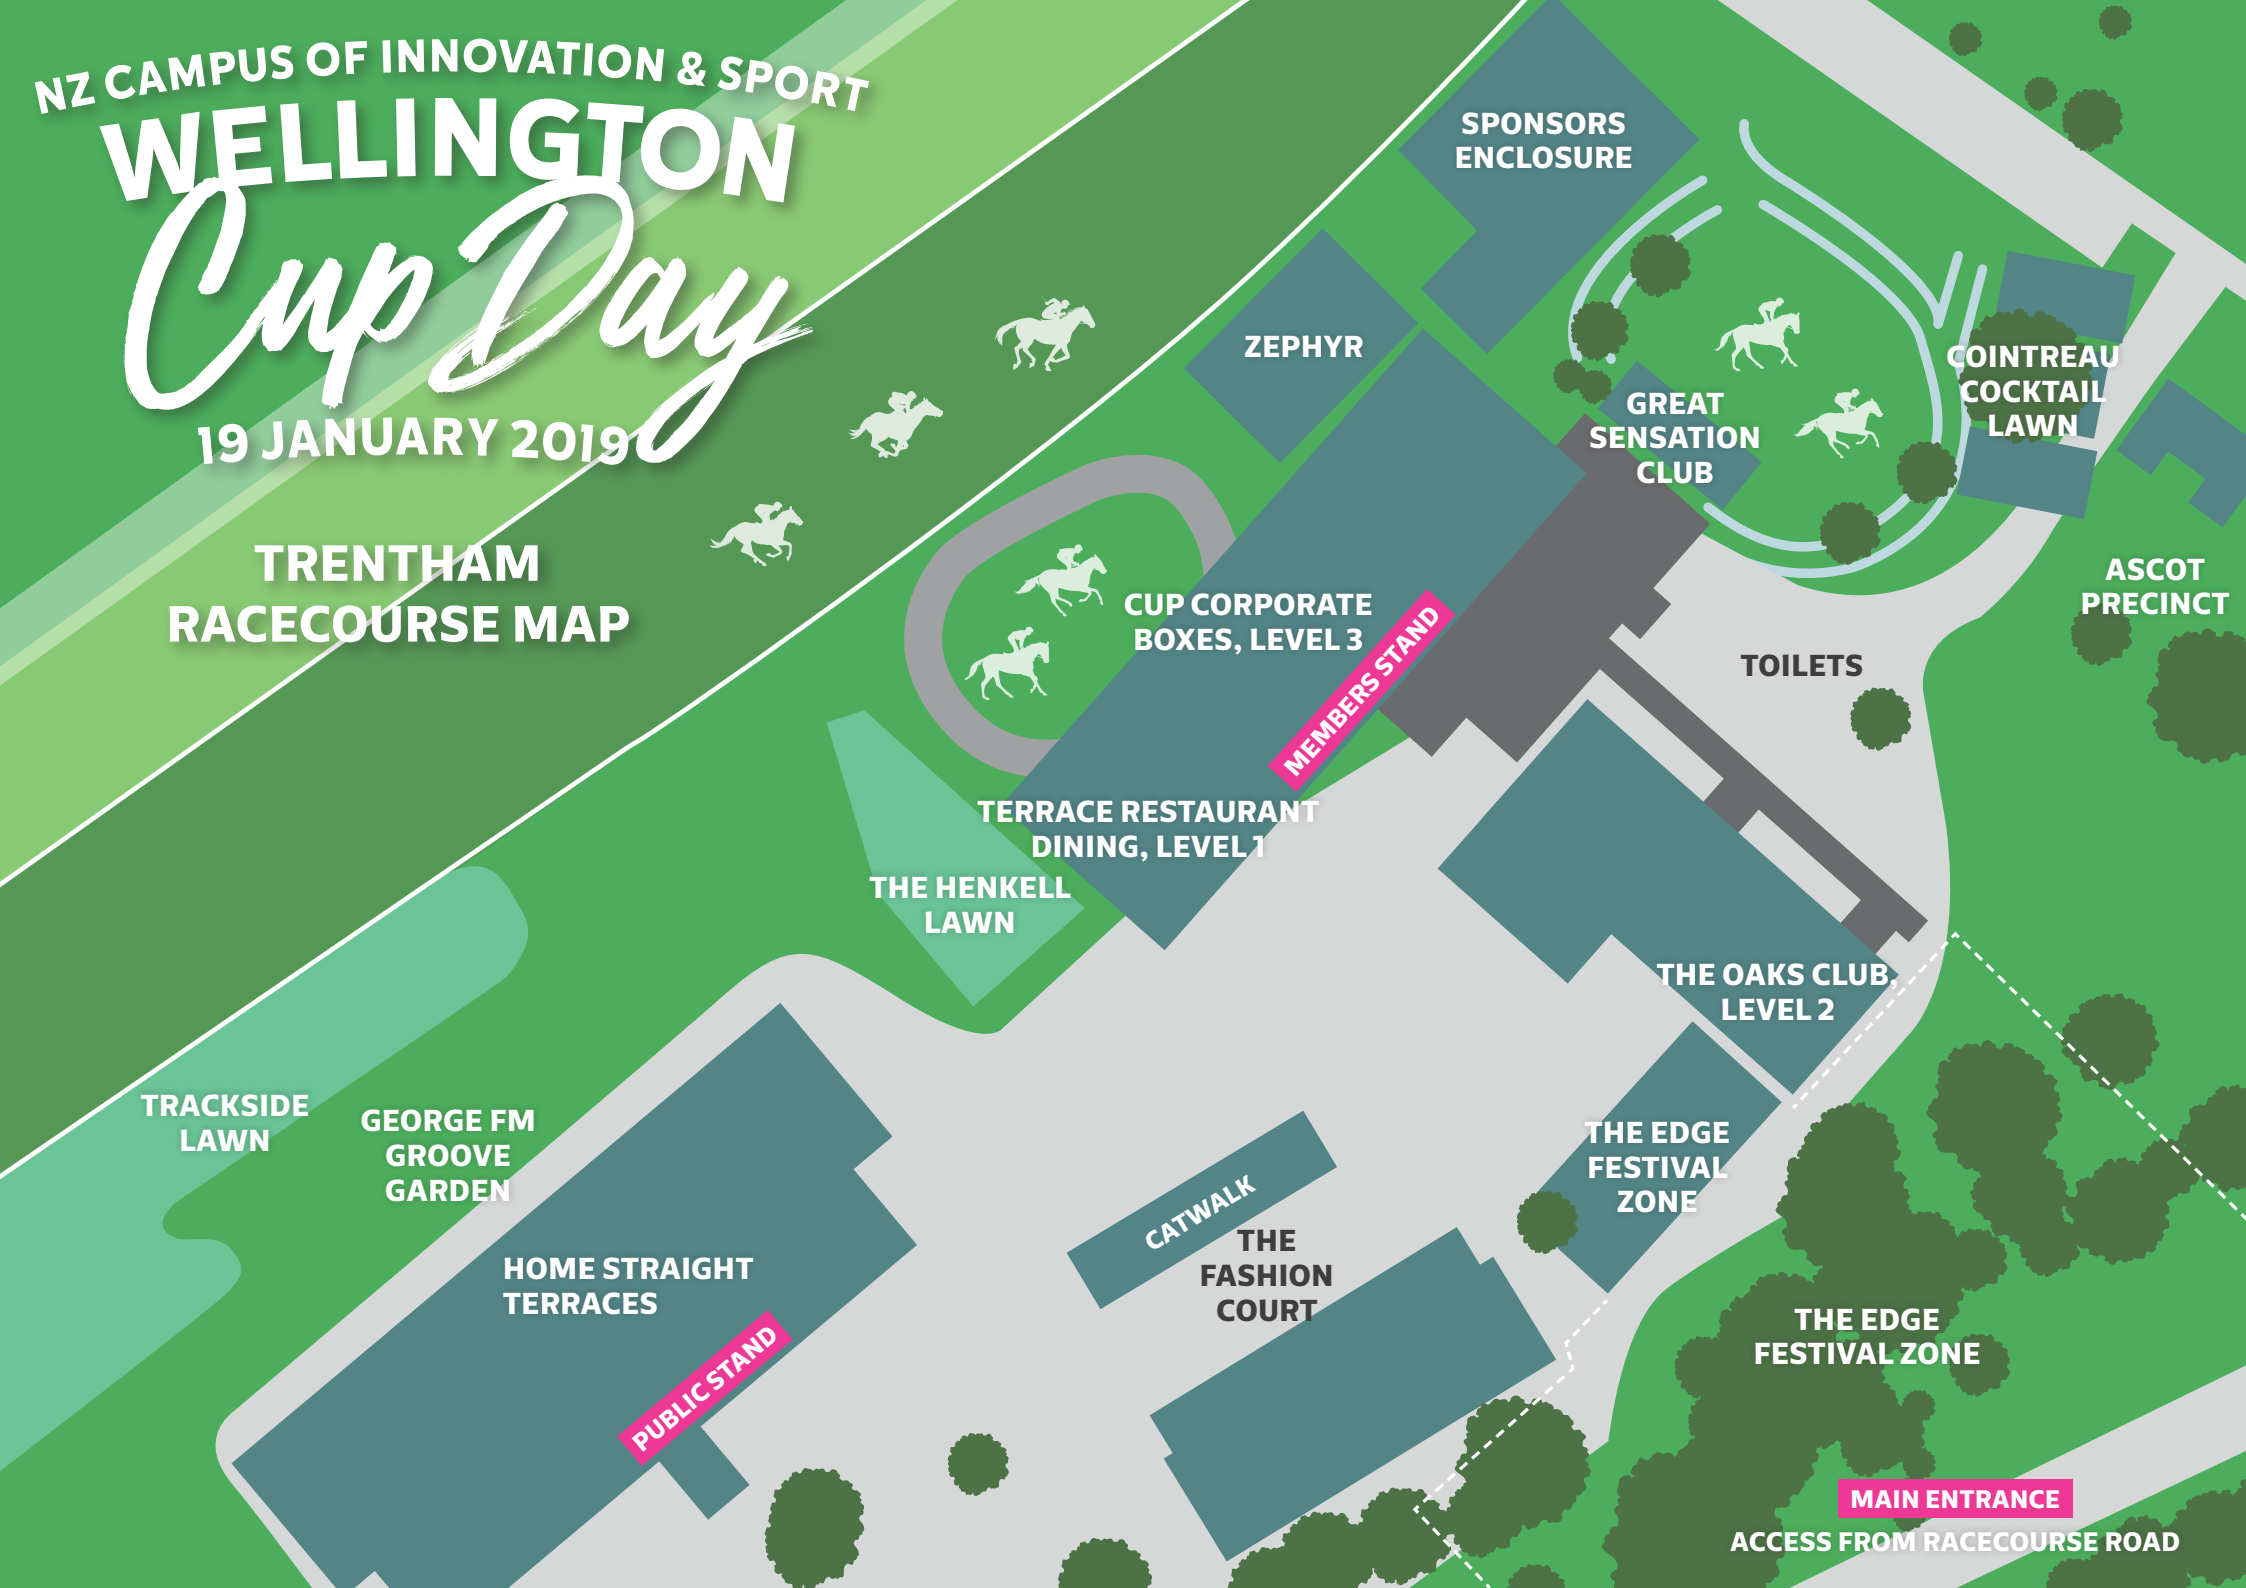 NZ CAMPUS OF INNOVATION & SPORT
WELLINGTON
Cup Day
19 JANUARY 2019
TRENTHAM
RACECOURSE MAP
SPONSORS
ENCLOSURE
ZEPHYR
GREAT
SENSATION
CLUB
COINTREAU
COCKTAIL
LAWN
ASCOT
PRECINCT
CUP CORPORATE
BOXES, LEVEL 3
MEMBERS STAND
TOILETS
TERRACE RESTAURANT
DINING, LEVEL 1
THE HENKELL
LAWN
THE OAKS CLUB,
LEVEL 2
TRACKSIDE
LAWN
GEORGE FM
GROOVE
GARDEN
THE EDGE
FESTIVAL
ZONE
CATWALK
THE
FASHION
COURT
HOME STRAIGHT
TERRACES
PUBLIC STAND
THE EDGE
FESTIVAL ZONE
MAIN ENTRANCE
ACCESS FROM RACECOURSE ROAD